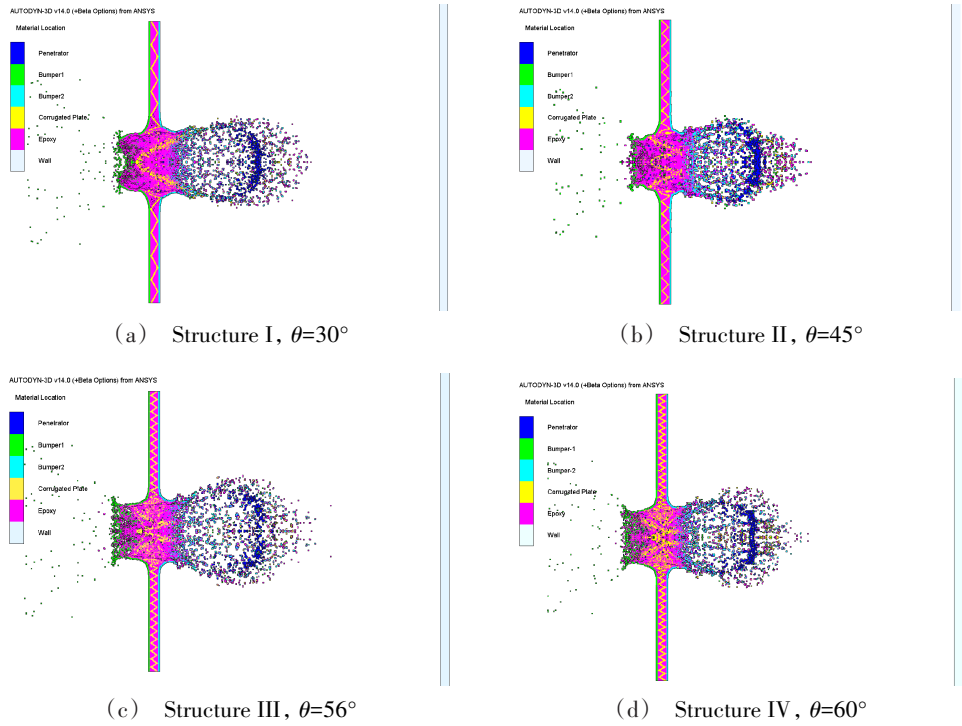 AUTODYN-3D v14.0 (+Beta Options) from ANSYS
Material Location
Penetrator
Bumper1
Bumper2
Corrugated Plate
Epoxy
Wall
(a) Structure I, θ=30°
AUTODYN-3D v14.0 (+Beta Options) from ANSYS
Material Location
Penetrator
Bumper1
Bumper2
Corrugated Plate
Epoxy
Wall
(b) Structure II, θ=45°
AUTODYN-3D v14.0 (+Beta Options) from ANSYS
Material Location
Penetrator
Bumper1
Bumper2
Corrugated Plate
Epoxy
Wall
(c) Structure III, θ=56°
AUTODYN-3D v14.0 (+Beta Options) from ANSYS
Material Location
Penetrator
Bumper-1
Bumper-2
Corrugated Plate
Epoxy
Wall
(d) Structure IV, θ=60°